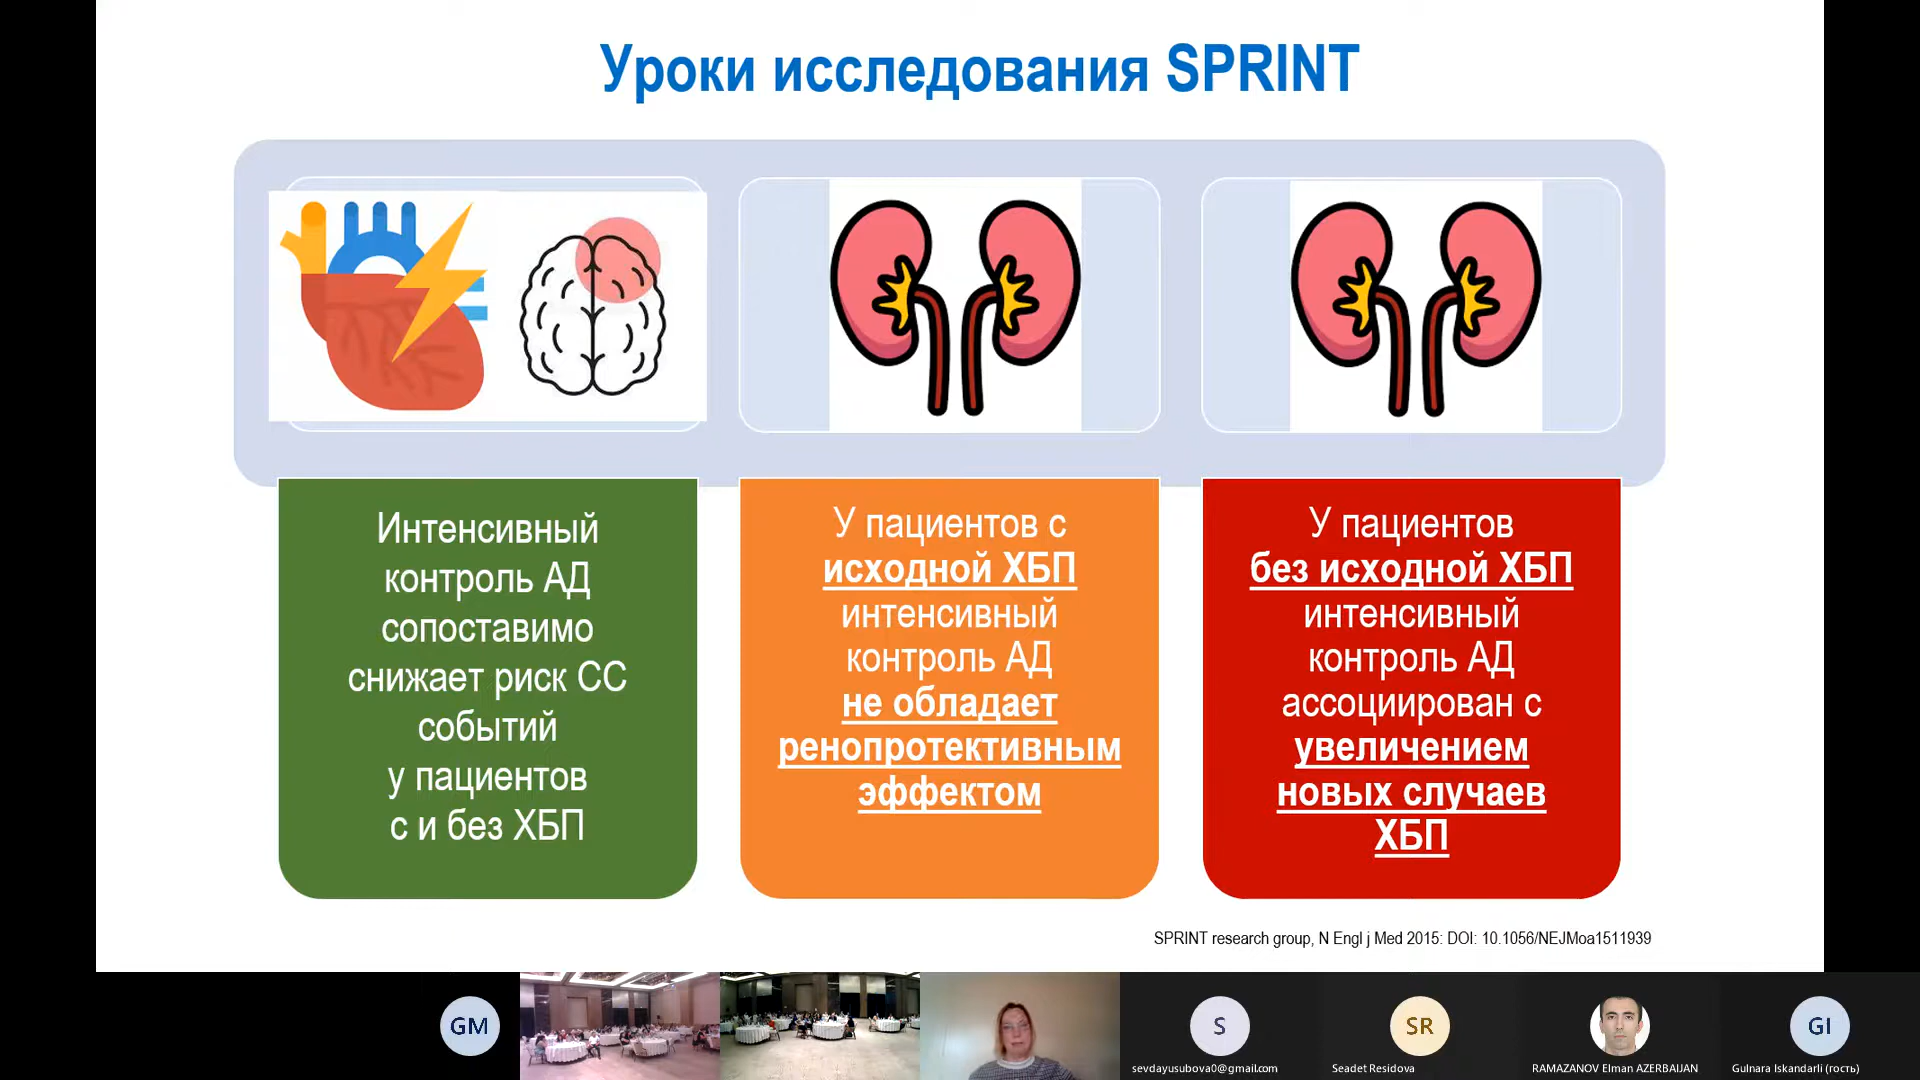 Уроки исследования SPRINT
Интенсивный
контроль АД
сопоставимо
снижает риск СС
событий
у пациентов
с и без ХБП
У пациентов с
исходной ХБП
интенсивный
контроль АД
не обладает
ренопротективным
эффектом
У пациентов
без исходной ХБП
интенсивный
контроль АД
ассоциирован с
увеличением
новых случаев
ХБП
SPRINT research group, N Engl j Med 2015: DOI: 10.1056/NEJMoa1511939
GM
S
sevdayusubova0@gmail.com
SR
Seadet Residova
RAMAZANOV Elman AZERBAIJAN
GI
Gulnara Iskandarli (гость)